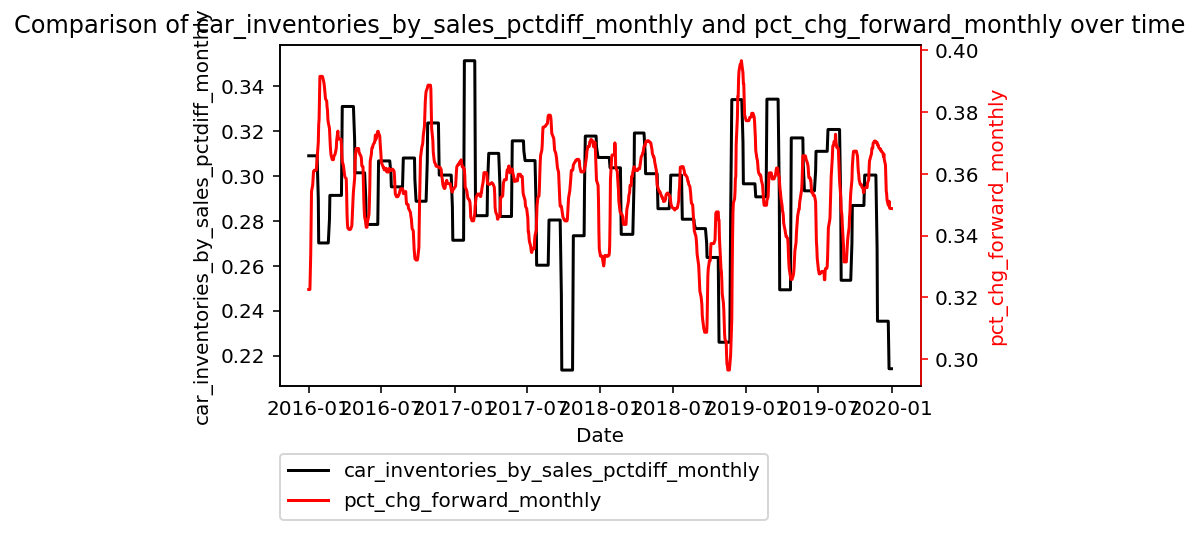 Comparison of car_inventories_by_sales_pctdiff_monthly and pct_chg_forward_monthly over time
car_inventories_by_sales_pctdiff_monthly
0.34
0.32
0.30
0.28
0.26
0.24
0.22
0.40
0.38
0.36
0.34
0.32
0.30
pct_chg_forward_monthly
2016-01 2016-07 2017-01 2017-07 2018-01 2018-07 2019-01 2019-07 2020-01
Date
car_inventories_by_sales_pctdiff_monthly
pct_chg_forward_monthly